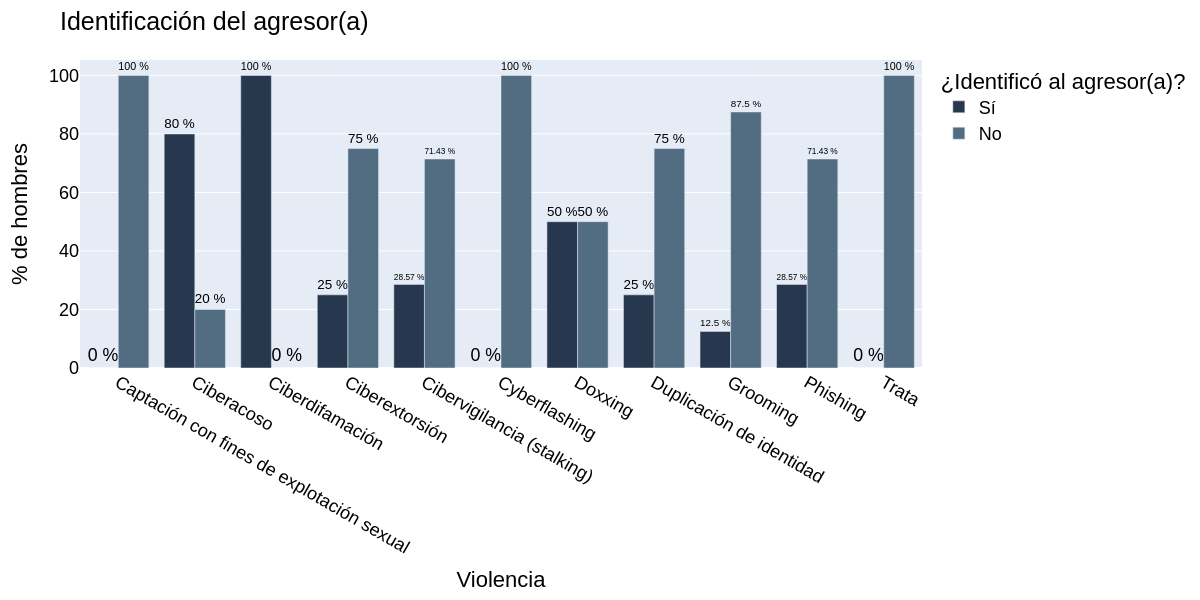 Identificación del agresor(a)
% de hombres
100
80
60
40
20
0
0 %
100 %
80 %
20 %
100 %
0 %
25 %
75 %
28.57 %
71.43 %
0 %
100 %
50 %
50 %
25 %
75 %
12.5 %
87.5 %
28.57 %
71.43 %
0 %
100 %
Captación con fines de explotación sexual
Ciberacoso
Ciberdifamación
Ciberextorsión
Cibervigilancia (stalking)
Cyberflashing
Doxxing
Duplicación de identidad
Grooming
Phishing
Trata
Violencia
¿Identificó al agresor(a)?
Sí
No